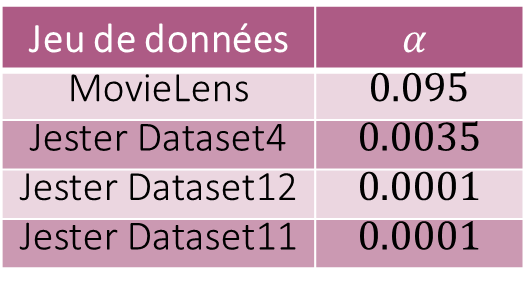 Jeu de données α
MovieLens 0.095
Jester Dataset4 0.0035
Jester Dataset12 0.0001
Jester Dataset11 0.0001